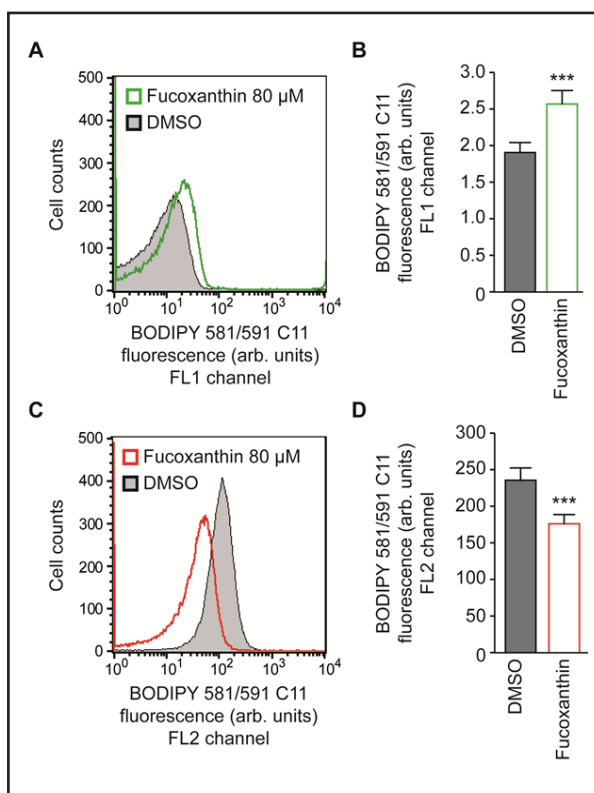 A
500
400
300
200
100
0
Cell counts
Fucoxanthin 80 µM
DMSO
10⁰ 10¹ 10² 10³ 10⁴
BODIPY 581/591 C11
fluorescence (arb. units)
FL1 channel
B
BODIPY 581/591 C11
fluorescence (arb. units)
FL1 channel
3.0
2.5
2.0
1.5
1.0
0.5
0
***
DMSO
Fucoxanthin
C
500
400
300
200
100
0
Cell counts
Fucoxanthin 80 µM
DMSO
10⁰ 10¹ 10² 10³ 10⁴
BODIPY 581/591 C11
fluorescence (arb. units)
FL2 channel
D
BODIPY 581/591 C11
fluorescence (arb. units)
FL2 channel
300
250
200
150
100
50
0
***
DMSO
Fucoxanthin